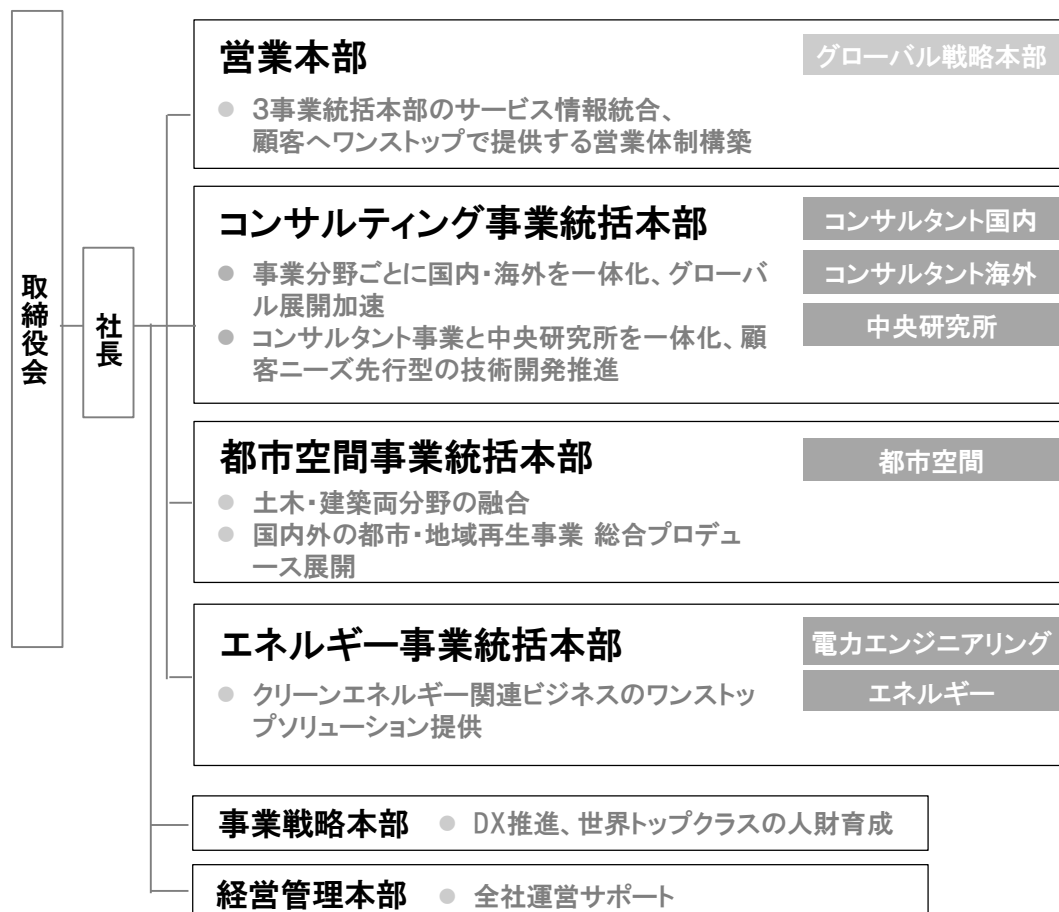 取締役会
社長
営業本部
グローバル戦略本部
● 3事業統括本部のサービス情報統合、
顧客へワンストップで提供する営業体制構築
コンサルティング事業統括本部
コンサルタント国内
コンサルタント海外
中央研究所
● 事業分野ごとに国内・海外を一体化、グローバ
ル展開加速
● コンサルタント事業と中央研究所を一体化、顧
客ニーズ先行型の技術開発推進
都市空間事業統括本部
都市空間
● 土木・建築両分野の融合
● 国内外の都市・地域再生事業 総合プロデュ
ース展開
エネルギー事業統括本部
電力エンジニアリング
エネルギー
● クリーンエネルギー関連ビジネスのワンストッ
プソリューション提供
事業戦略本部 ● DX推進、世界トップクラスの人財育成
経営管理本部 ● 全社運営サポート